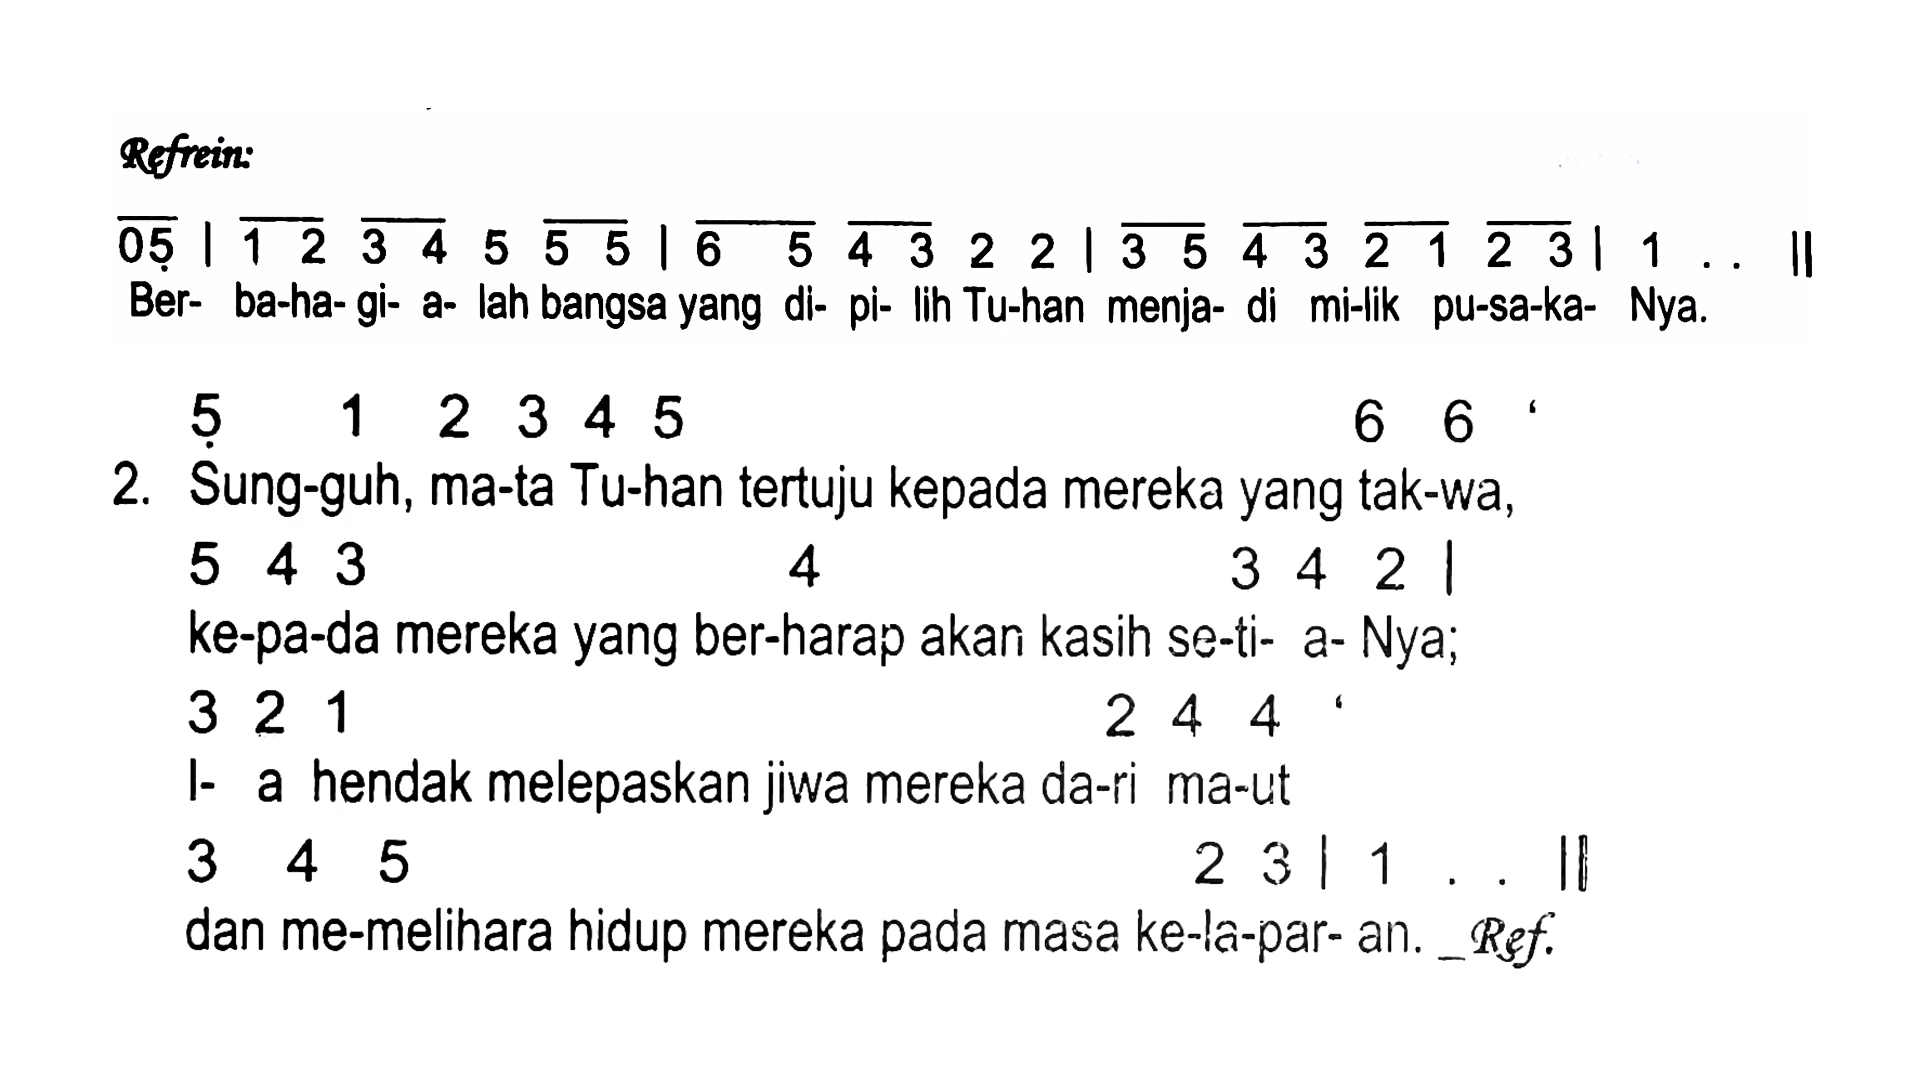 Refrein:
05̣ | 1 2 3 4 5 5 5 | 6 5 4 3 2 2 | 3 5 4 3 2 1 2 3 | 1 . . ||
Ber- ba-ha- gi- a- lah bangsa yang di- pi- lih Tu-han menja- di mi-lik pu-sa-ka- Nya.
5̣ 1 2 3 4 5 6 6 ‘
2. Sung-guh, ma-ta Tu-han tertuju kepada mereka yang tak-wa,
5 4 3 4 3 4 2 |
ke-pa-da mereka yang ber-harap akan kasih se-ti- a- Nya;
3 2 1 2 4 4 ‘
I- a hendak melepaskan jiwa mereka da-ri ma-ut
3 4 5 2 3 | 1 . . ||
dan me-melihara hidup mereka pada masa ke-la-par- an. _Ref.